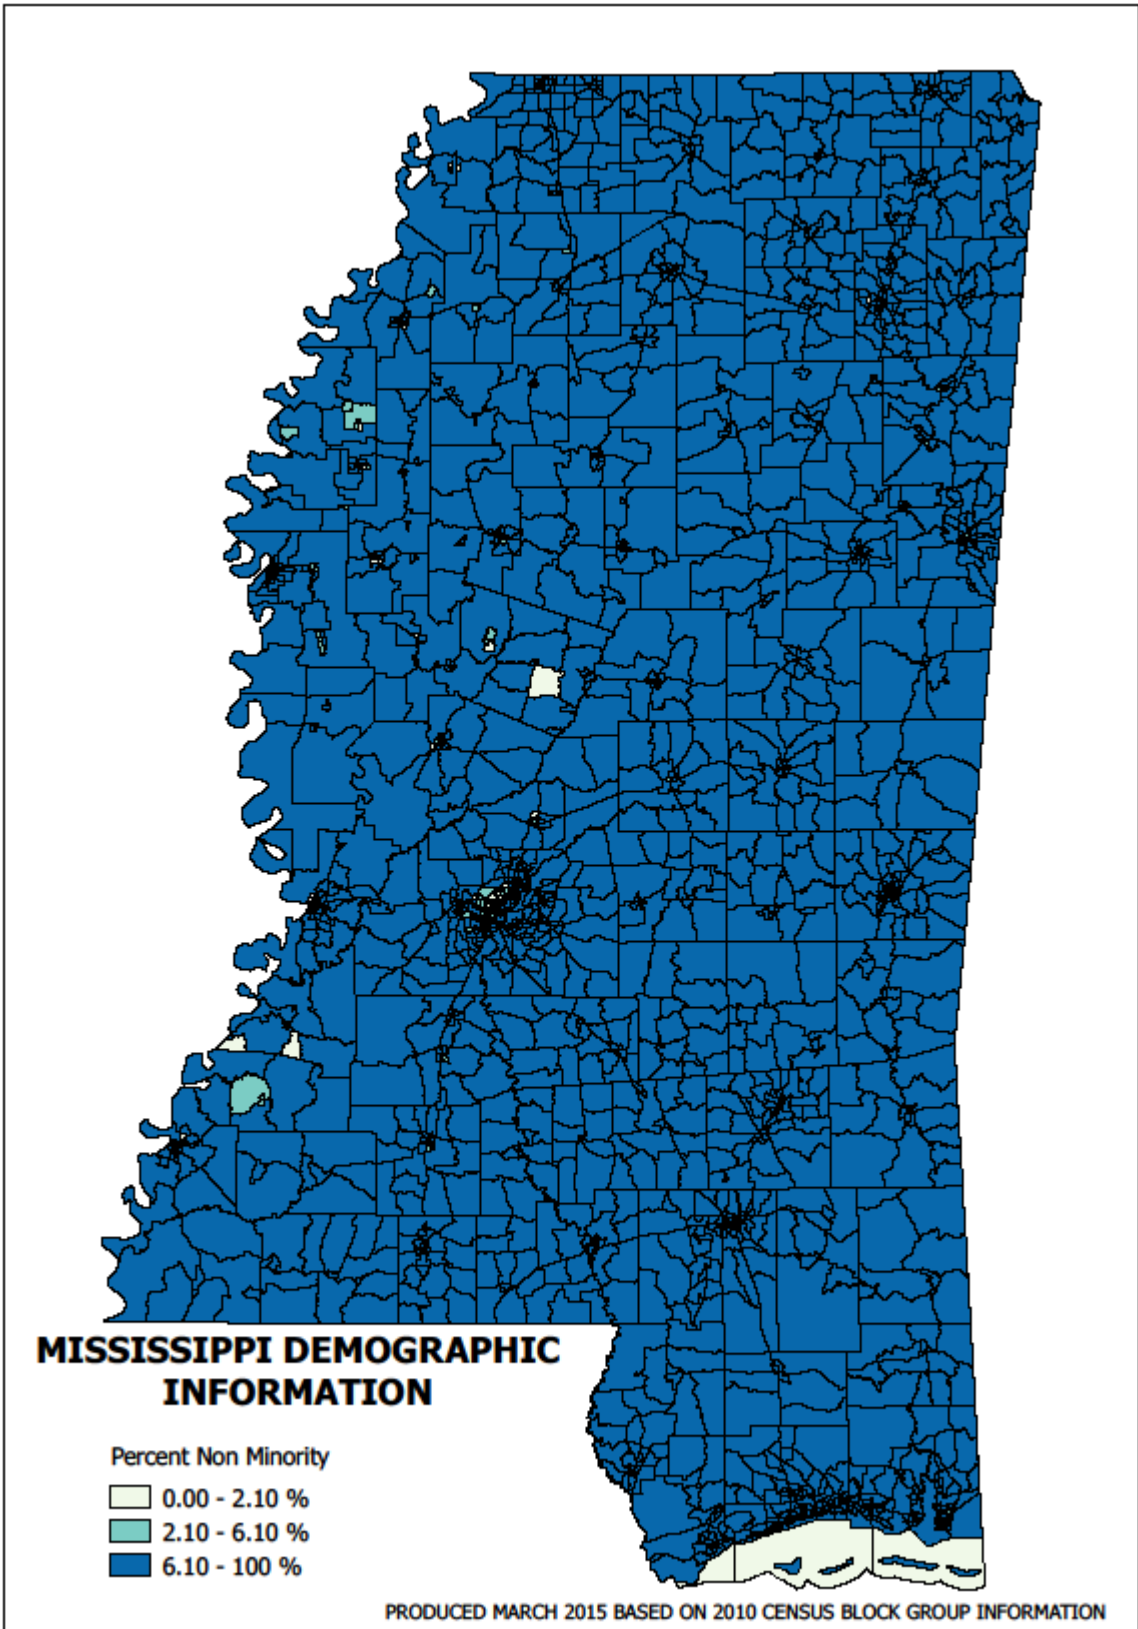 MISSISSIPPI DEMOGRAPHIC
INFORMATION
Percent Non Minority
0.00 - 2.10 %
2.10 - 6.10 %
6.10 - 100 %
PRODUCED MARCH 2015 BASED ON 2010 CENSUS BLOCK GROUP INFORMATION